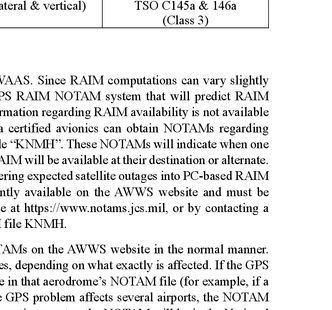 ateral & vertical)
TSO C145a & 146a
(Class 3)
WAAS. Since RAIM computations can vary slightly
PS RAIM NOTAM system that will predict RAIM
rmation regarding RAIM availability is not available
a certified avionics can obtain NOTAMs regarding
le “KNMH”. These NOTAMs will indicate when one
AIM will be available at their destination or alternate.
ering expected satellite outages into PC-based RAIM
ntly available on the AWWS website and must be
e at https://www.notams.jcs.mil, or by contacting a
file KNMH.
TAMs on the AWWS website in the normal manner.
es, depending on what exactly is affected. If the GPS
e in that aerodrome’s NOTAM file (for example, if a
e GPS problem affects several airports, the NOTAM